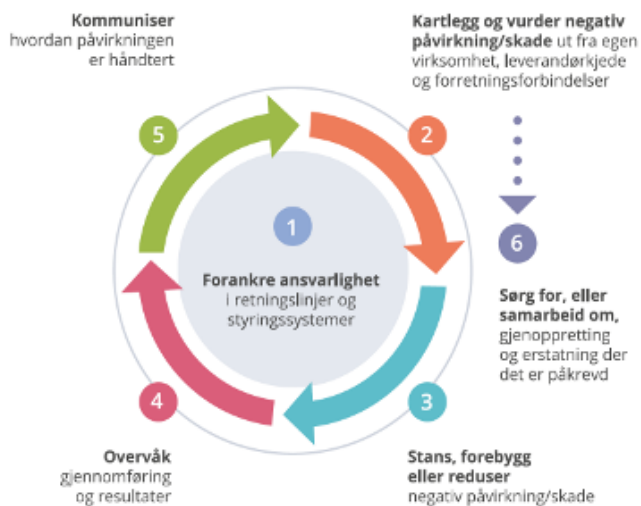 Kommuniser
hvordan påvirkningen
er håndtert
5
Kartlegg og vurder negativ
påvirkning/skade ut fra egen
virksomhet, leverandørkjede
og forretningsforbindelser
2
1
Forankre ansvarlighet
i retningslinjer og
styringssystemer
6
Sørg for, eller
samarbeid om,
gjenoppretting
og erstatning der
det er påkrevd
4
Overvåk
gjennomføring
og resultater
3
Stans, forebygg
eller reduser
negativ påvirkning/skade